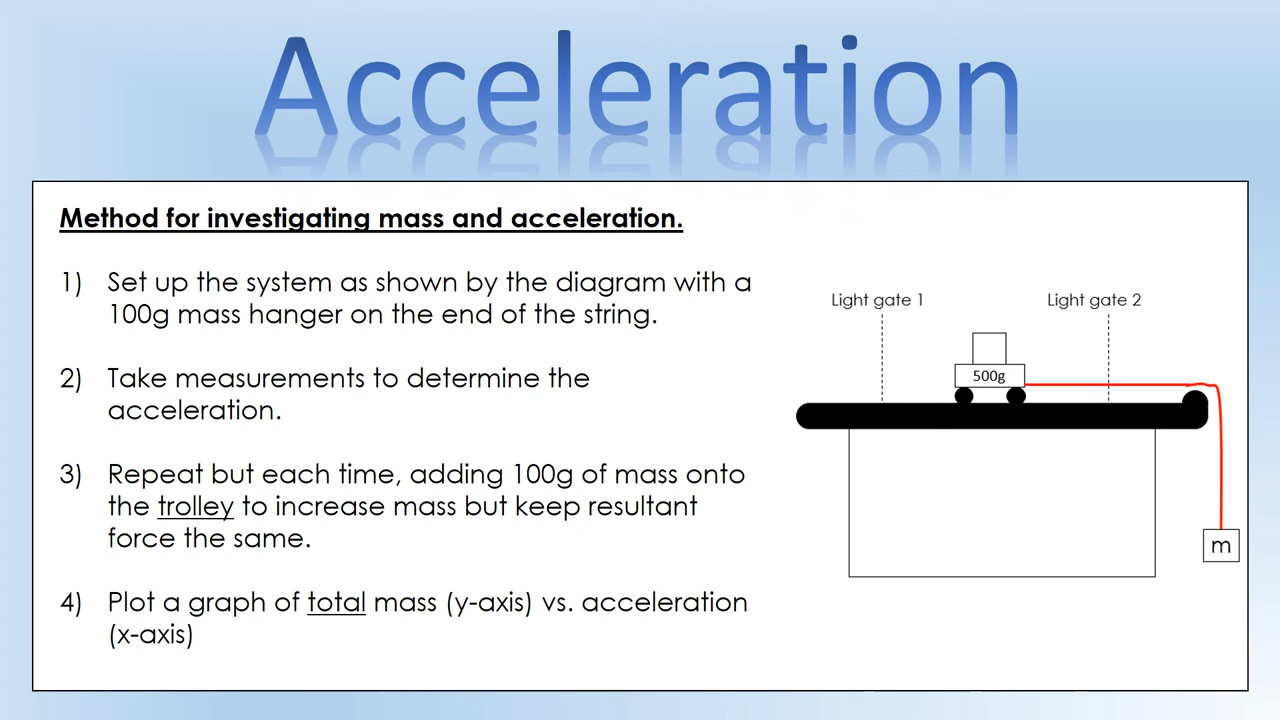 Acceleration
Method for investigating mass and acceleration.
1) Set up the system as shown by the diagram with a
100g mass hanger on the end of the string.
2) Take measurements to determine the
acceleration.
3) Repeat but each time, adding 100g of mass onto
the trolley to increase mass but keep resultant
force the same.
4) Plot a graph of total mass (y-axis) vs. acceleration
(x-axis)
Light gate 1
Light gate 2
500g
m